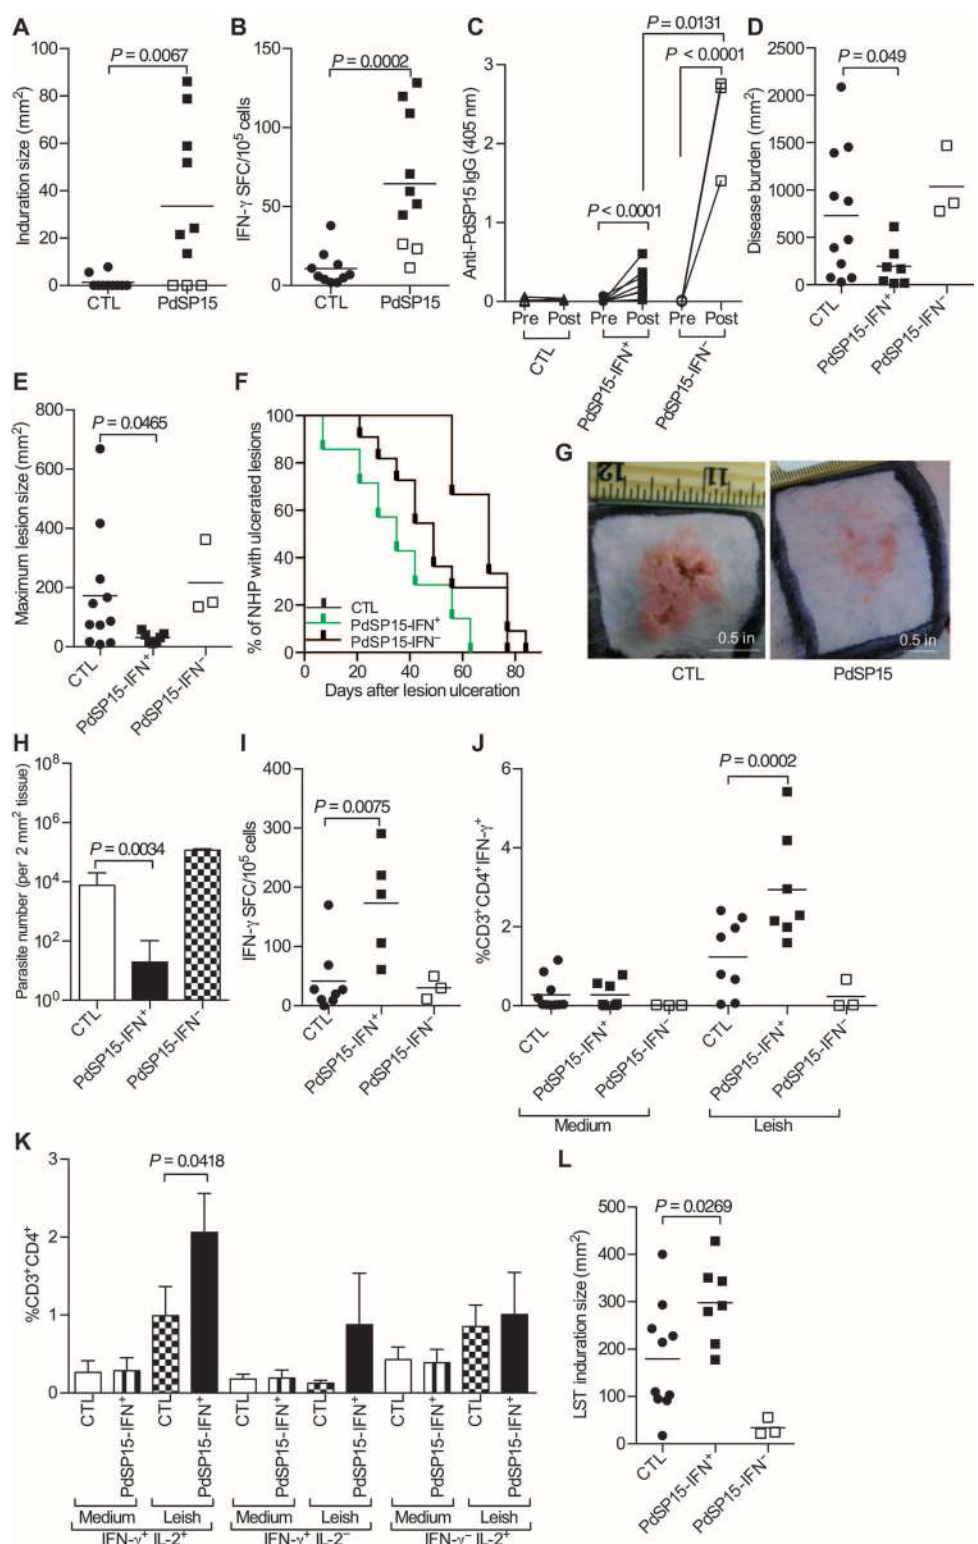 A
Induration size (mm²)
100
80
60
40
20
0
P = 0.0067
CTL
PdSP15
B
IFN-γ SFC/10⁵ cells
150
100
50
0
P = 0.0002
CTL
PdSP15
C
Anti-PdSP15 IgG (405 nm)
3
2
1
0
P = 0.0131
P < 0.0001
P < 0.0001
Pre Post
Pre Post
Pre Post
CTL
PdSP15-IFN⁺
PdSP15-IFN⁻
D
Disease burden (mm²)
2500
2000
1500
1000
500
0
P = 0.049
CTL
PdSP15-IFN⁺
PdSP15-IFN⁻
E
Maximum lesion size (mm²)
800
600
400
200
0
P = 0.0465
CTL
PdSP15-IFN⁺
PdSP15-IFN⁻
F
% of NHP with ulcerated lesions
100
80
60
40
20
0
CTL
PdSP15-IFN⁺
PdSP15-IFN⁻
0 20 40 60 80
Days after lesion ulceration
G
12
11
0.5 in
0.5 in
CTL
PdSP15
H
Parasite number (per 2 mm² tissue)
10⁸
10⁶
10⁴
10²
10⁰
P = 0.0034
CTL
PdSP15-IFN⁺
PdSP15-IFN⁻
I
IFN-γ SFC/10⁵ cells
400
300
200
100
0
P = 0.0075
CTL
PdSP15-IFN⁺
PdSP15-IFN⁻
J
%CD3⁺CD4⁺IFN-γ⁺
6
4
2
0
P = 0.0002
CTL
PdSP15-IFN⁺
PdSP15-IFN⁻
CTL
PdSP15-IFN⁺
PdSP15-IFN⁻
Medium
Leish
K
%CD3⁺CD4⁺
3
2
1
0
P = 0.0418
CTL
PdSP15-IFN⁺
CTL
PdSP15-IFN⁺
CTL
PdSP15-IFN⁺
CTL
PdSP15-IFN⁺
CTL
PdSP15-IFN⁺
CTL
PdSP15-IFN⁺
Medium Leish Medium Leish Medium Leish
IFN-γ⁺ IL-2⁺ IFN-γ⁺ IL-2⁻ IFN-γ⁻ IL-2⁺
L
LST induration size (mm²)
500
400
300
200
100
0
P = 0.0269
CTL
PdSP15-IFN⁺
PdSP15-IFN⁻